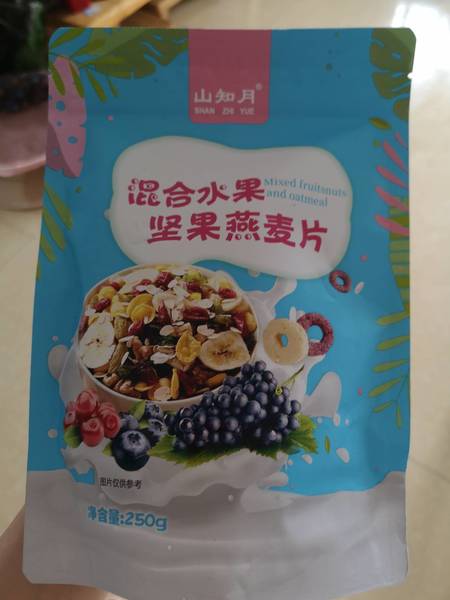 山知月®
SHAN ZHI YUE
混合水果
Mixed fruitsnuts
and oatmeal
坚果燕麦片
图片仅供参考
净含量:250g